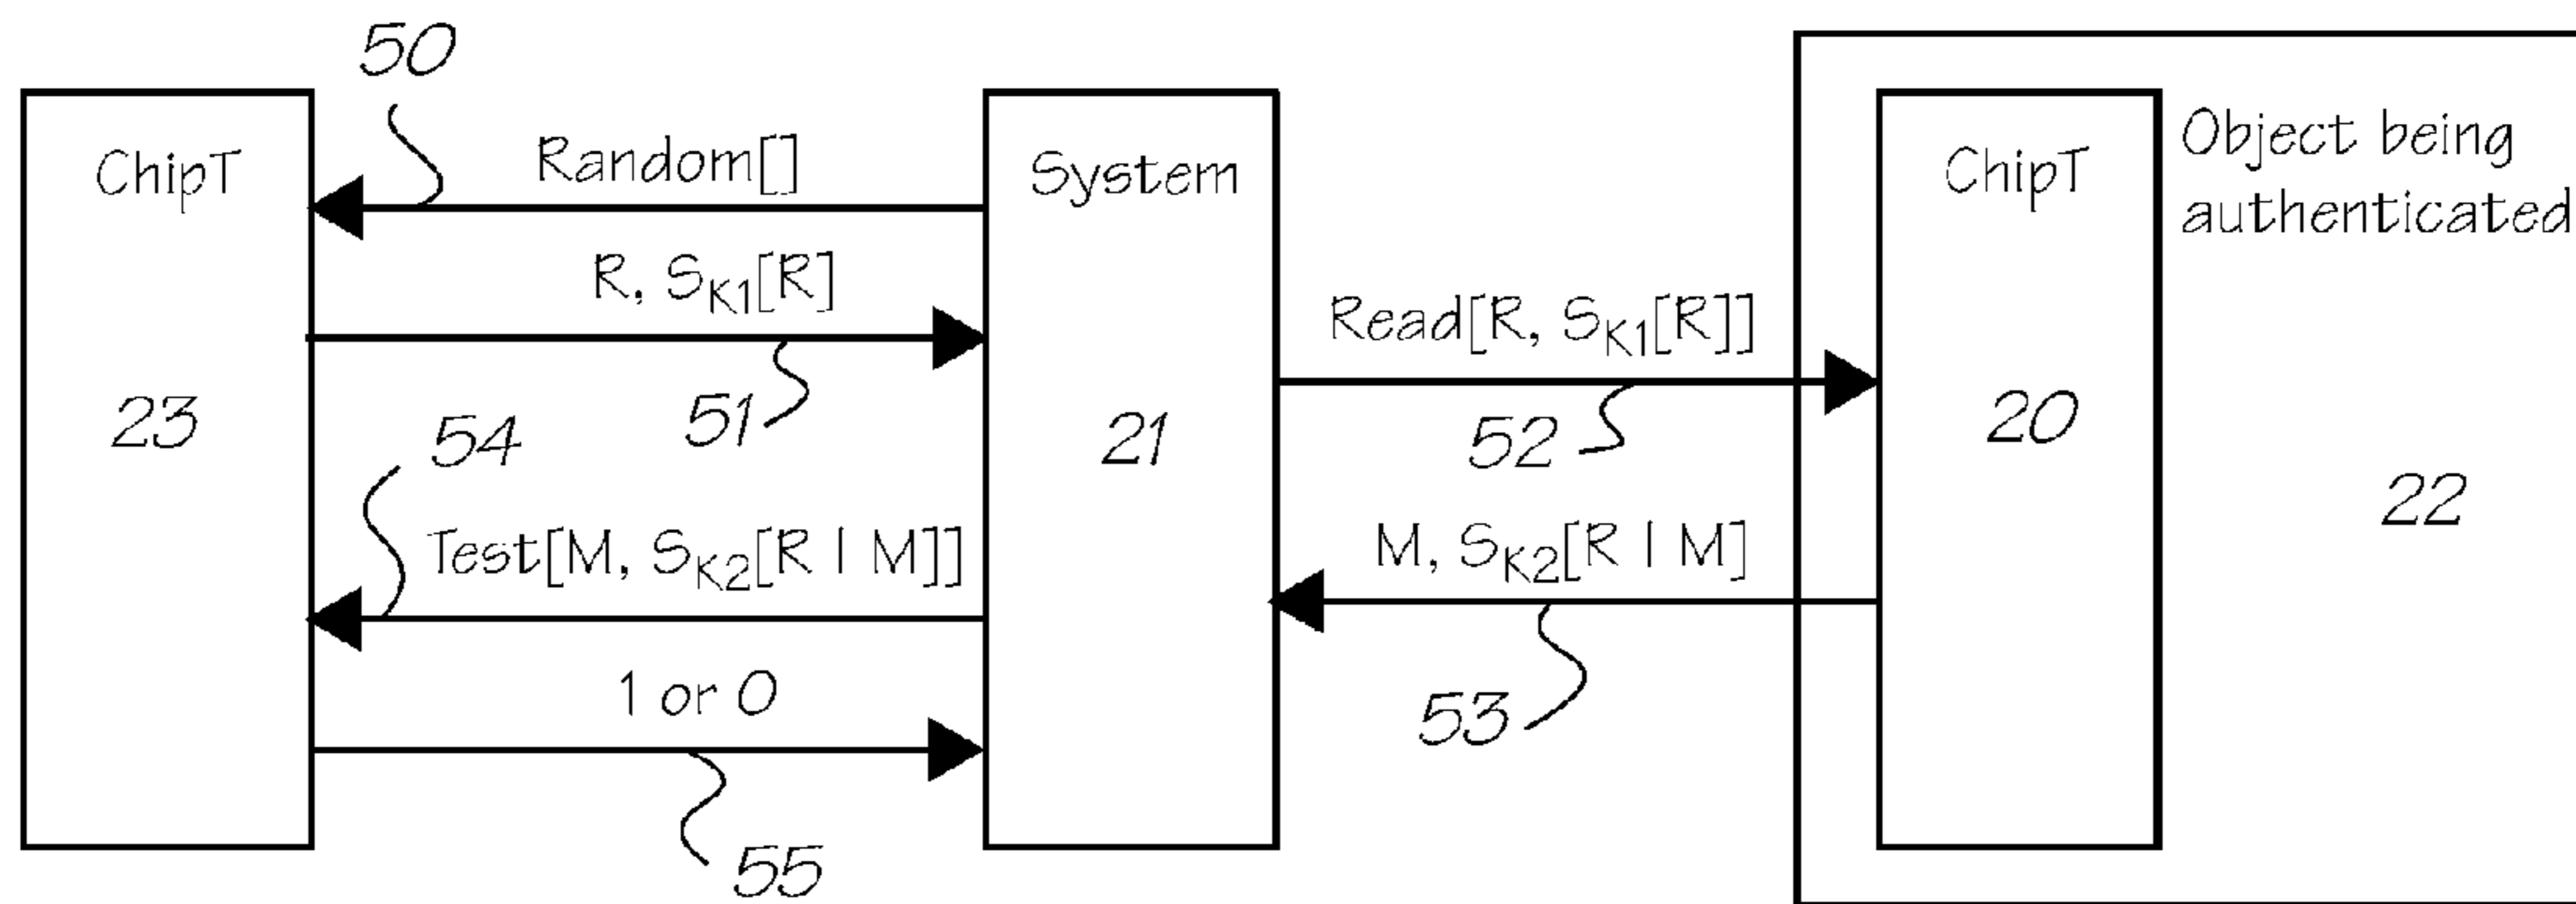 50
ChipT
Random[]
System
ChipT
Object being
authenticated
R, SK1[R]
Read[R, SK1[R]]
23
51
21
52
20
54
22
Test[M, SK2[R | M]]
M, SK2[R | M]
1 or 0
53
55